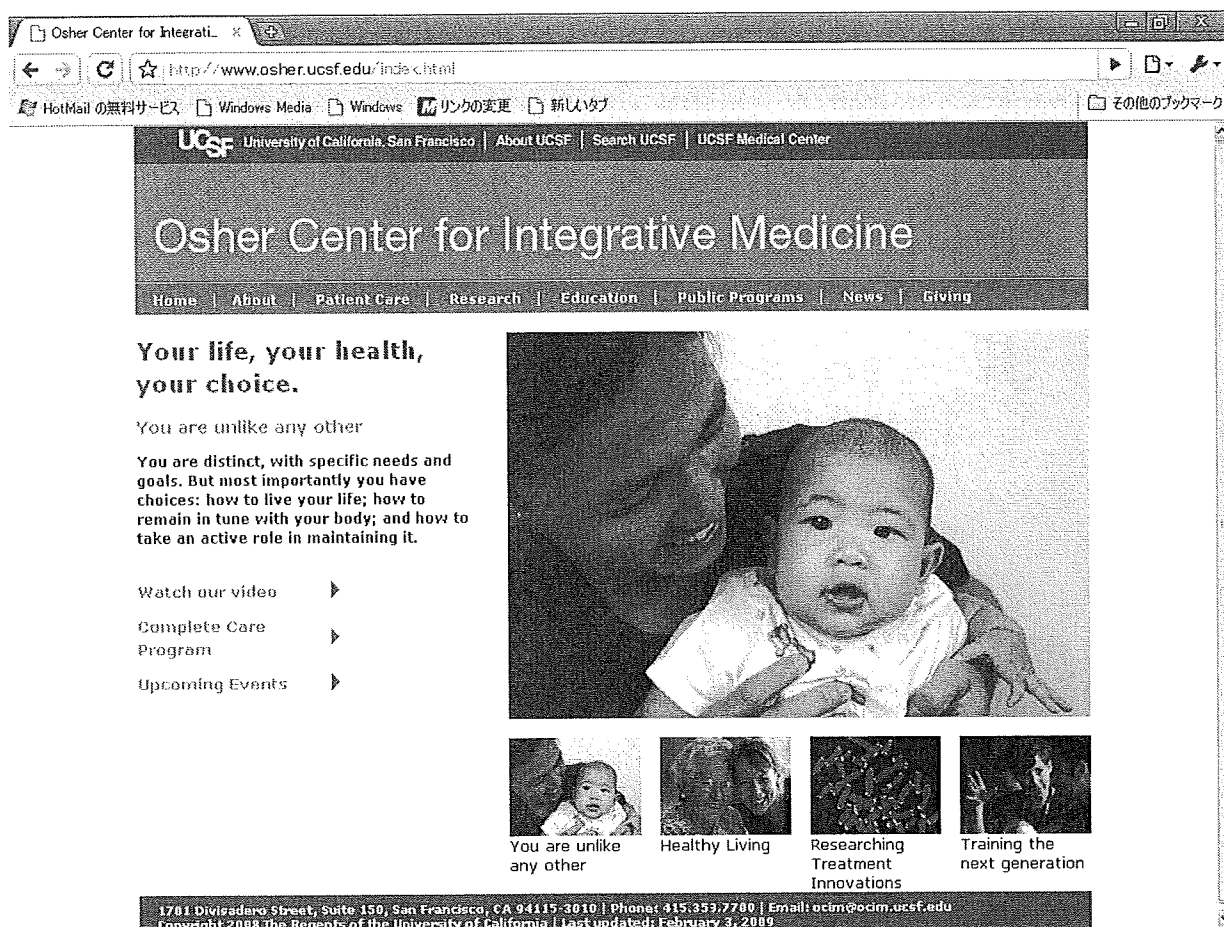 Osher Center for Integrati...
http://www.osher.ucsf.edu/index.html
HotMail の無料サービス Windows Media Windows リンクの変更 新しいタブ その他のブックマーク
UCSF University of California, San Francisco | About UCSF | Search UCSF | UCSF Medical Center
Osher Center for Integrative Medicine
Home | About | Patient Care | Research | Education | Public Programs | News | Giving
Your life, your health,
your choice.
You are unlike any other
You are distinct, with specific needs and
goals. But most importantly you have
choices: how to live your life; how to
remain in tune with your body; and how to
take an active role in maintaining it.
Watch our video
Complete Care
Program
Upcoming Events
You are unlike
any other
Healthy Living
Researching
Treatment
Innovations
Training the
next generation
1701 Divisadero Street, Suite 150, San Francisco, CA 94115-3010 | Phone: 415.353.7700 | Email: ocim@ocim.ucsf.edu
Copyright 2008 The Regents of the University of California | Last updated: February 3, 2009